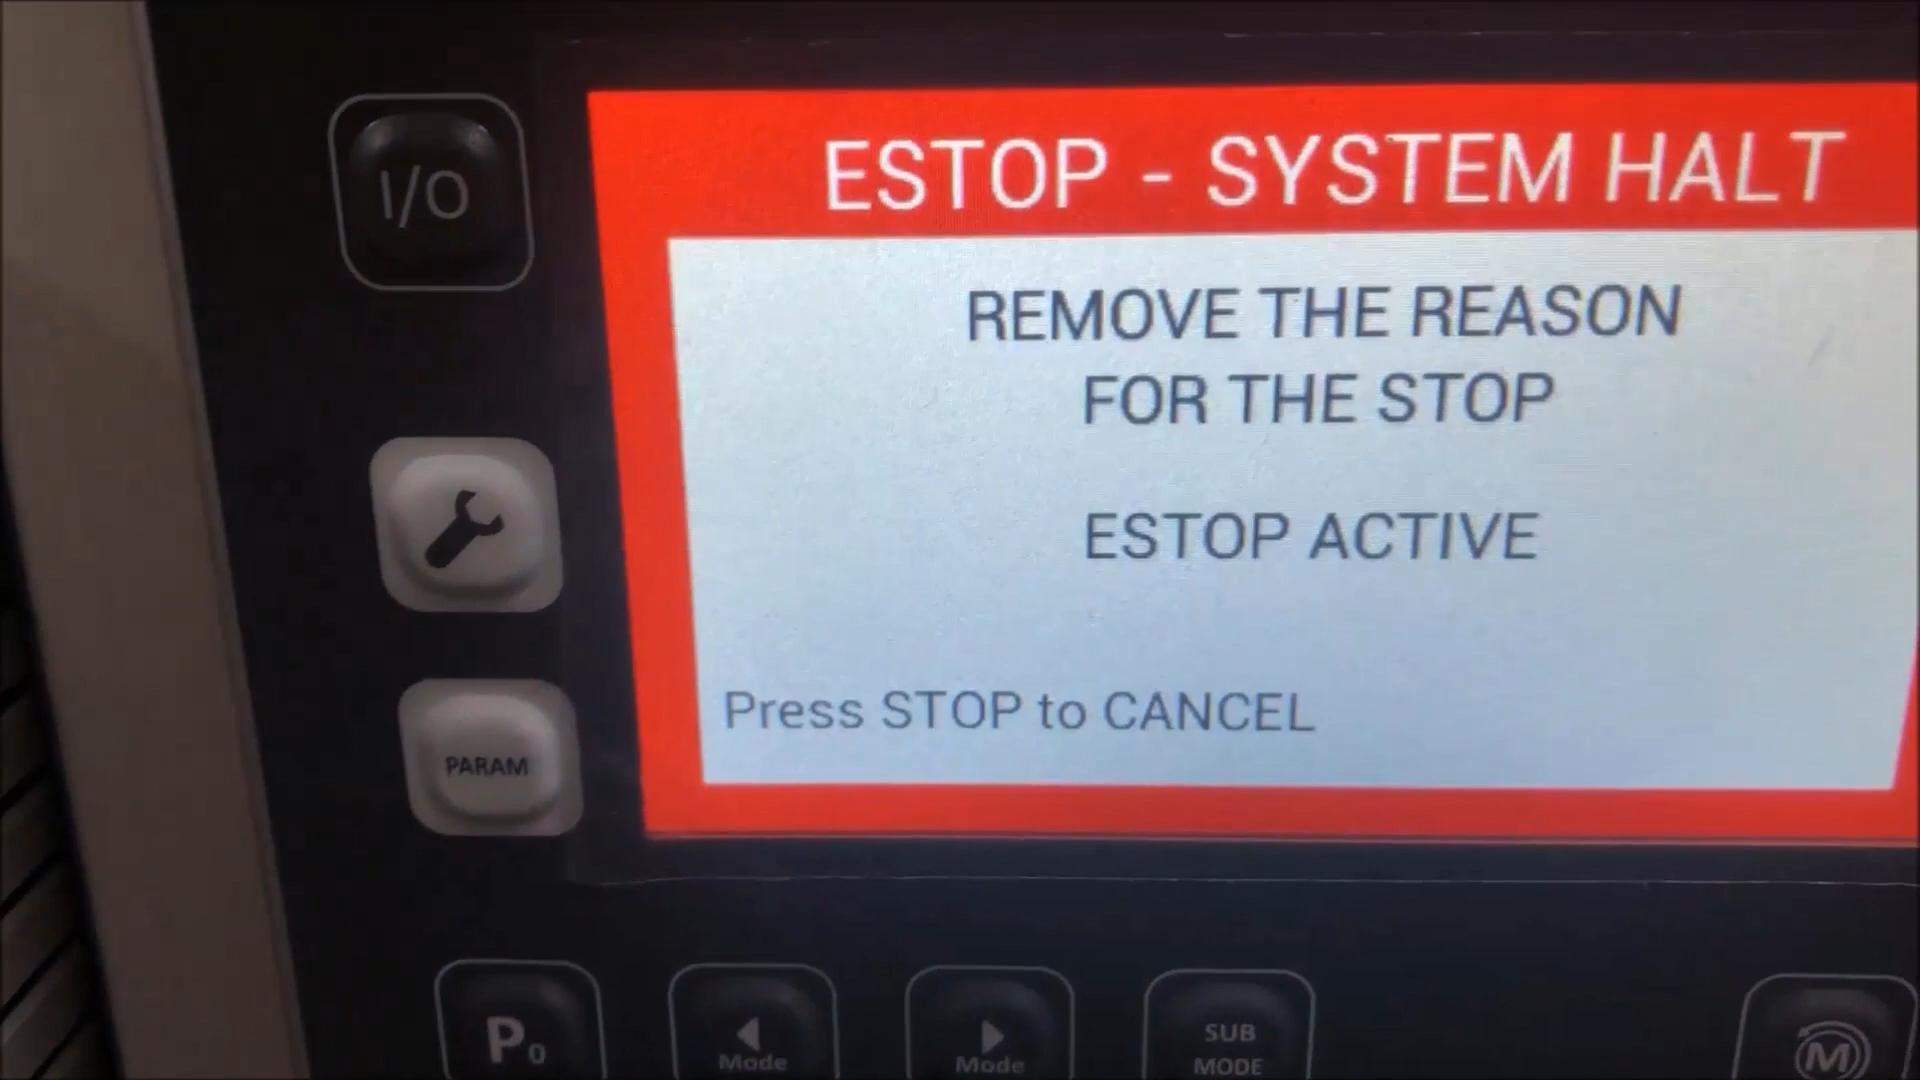 I/O
ESTOP - SYSTEM HALT
REMOVE THE REASON
FOR THE STOP
ESTOP ACTIVE
Press STOP to CANCEL
PARAM
P0
Mode
Mode
SUB
MODE
M